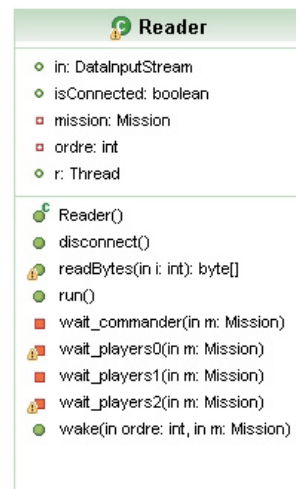 Reader
in: DataInputStream
isConnected: boolean
mission: Mission
ordre: int
r: Thread
Reader()
disconnect()
readBytes(in i: int): byte[]
run()
wait_commander(in m: Mission)
wait_players0(in m: Mission)
wait_players1(in m: Mission)
wait_players2(in m: Mission)
wake(in ordre: int, in m: Mission)